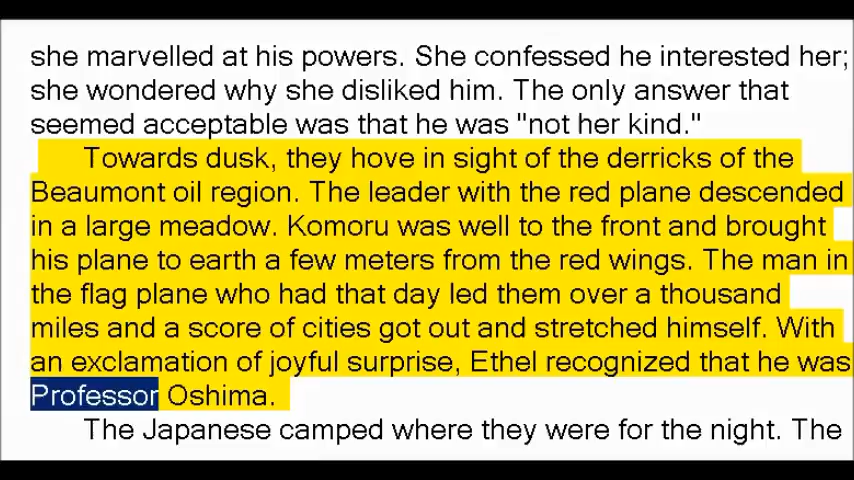 she marvelled at his powers. She confessed he interested her;
she wondered why she disliked him. The only answer that
seemed acceptable was that he was "not her kind."
Towards dusk, they hove in sight of the derricks of the
Beaumont oil region. The leader with the red plane descended
in a large meadow. Komoru was well to the front and brought
his plane to earth a few meters from the red wings. The man in
the flag plane who had that day led them over a thousand
miles and a score of cities got out and stretched himself. With
an exclamation of joyful surprise, Ethel recognized that he was
Professor Oshima.
The Japanese camped where they were for the night. The